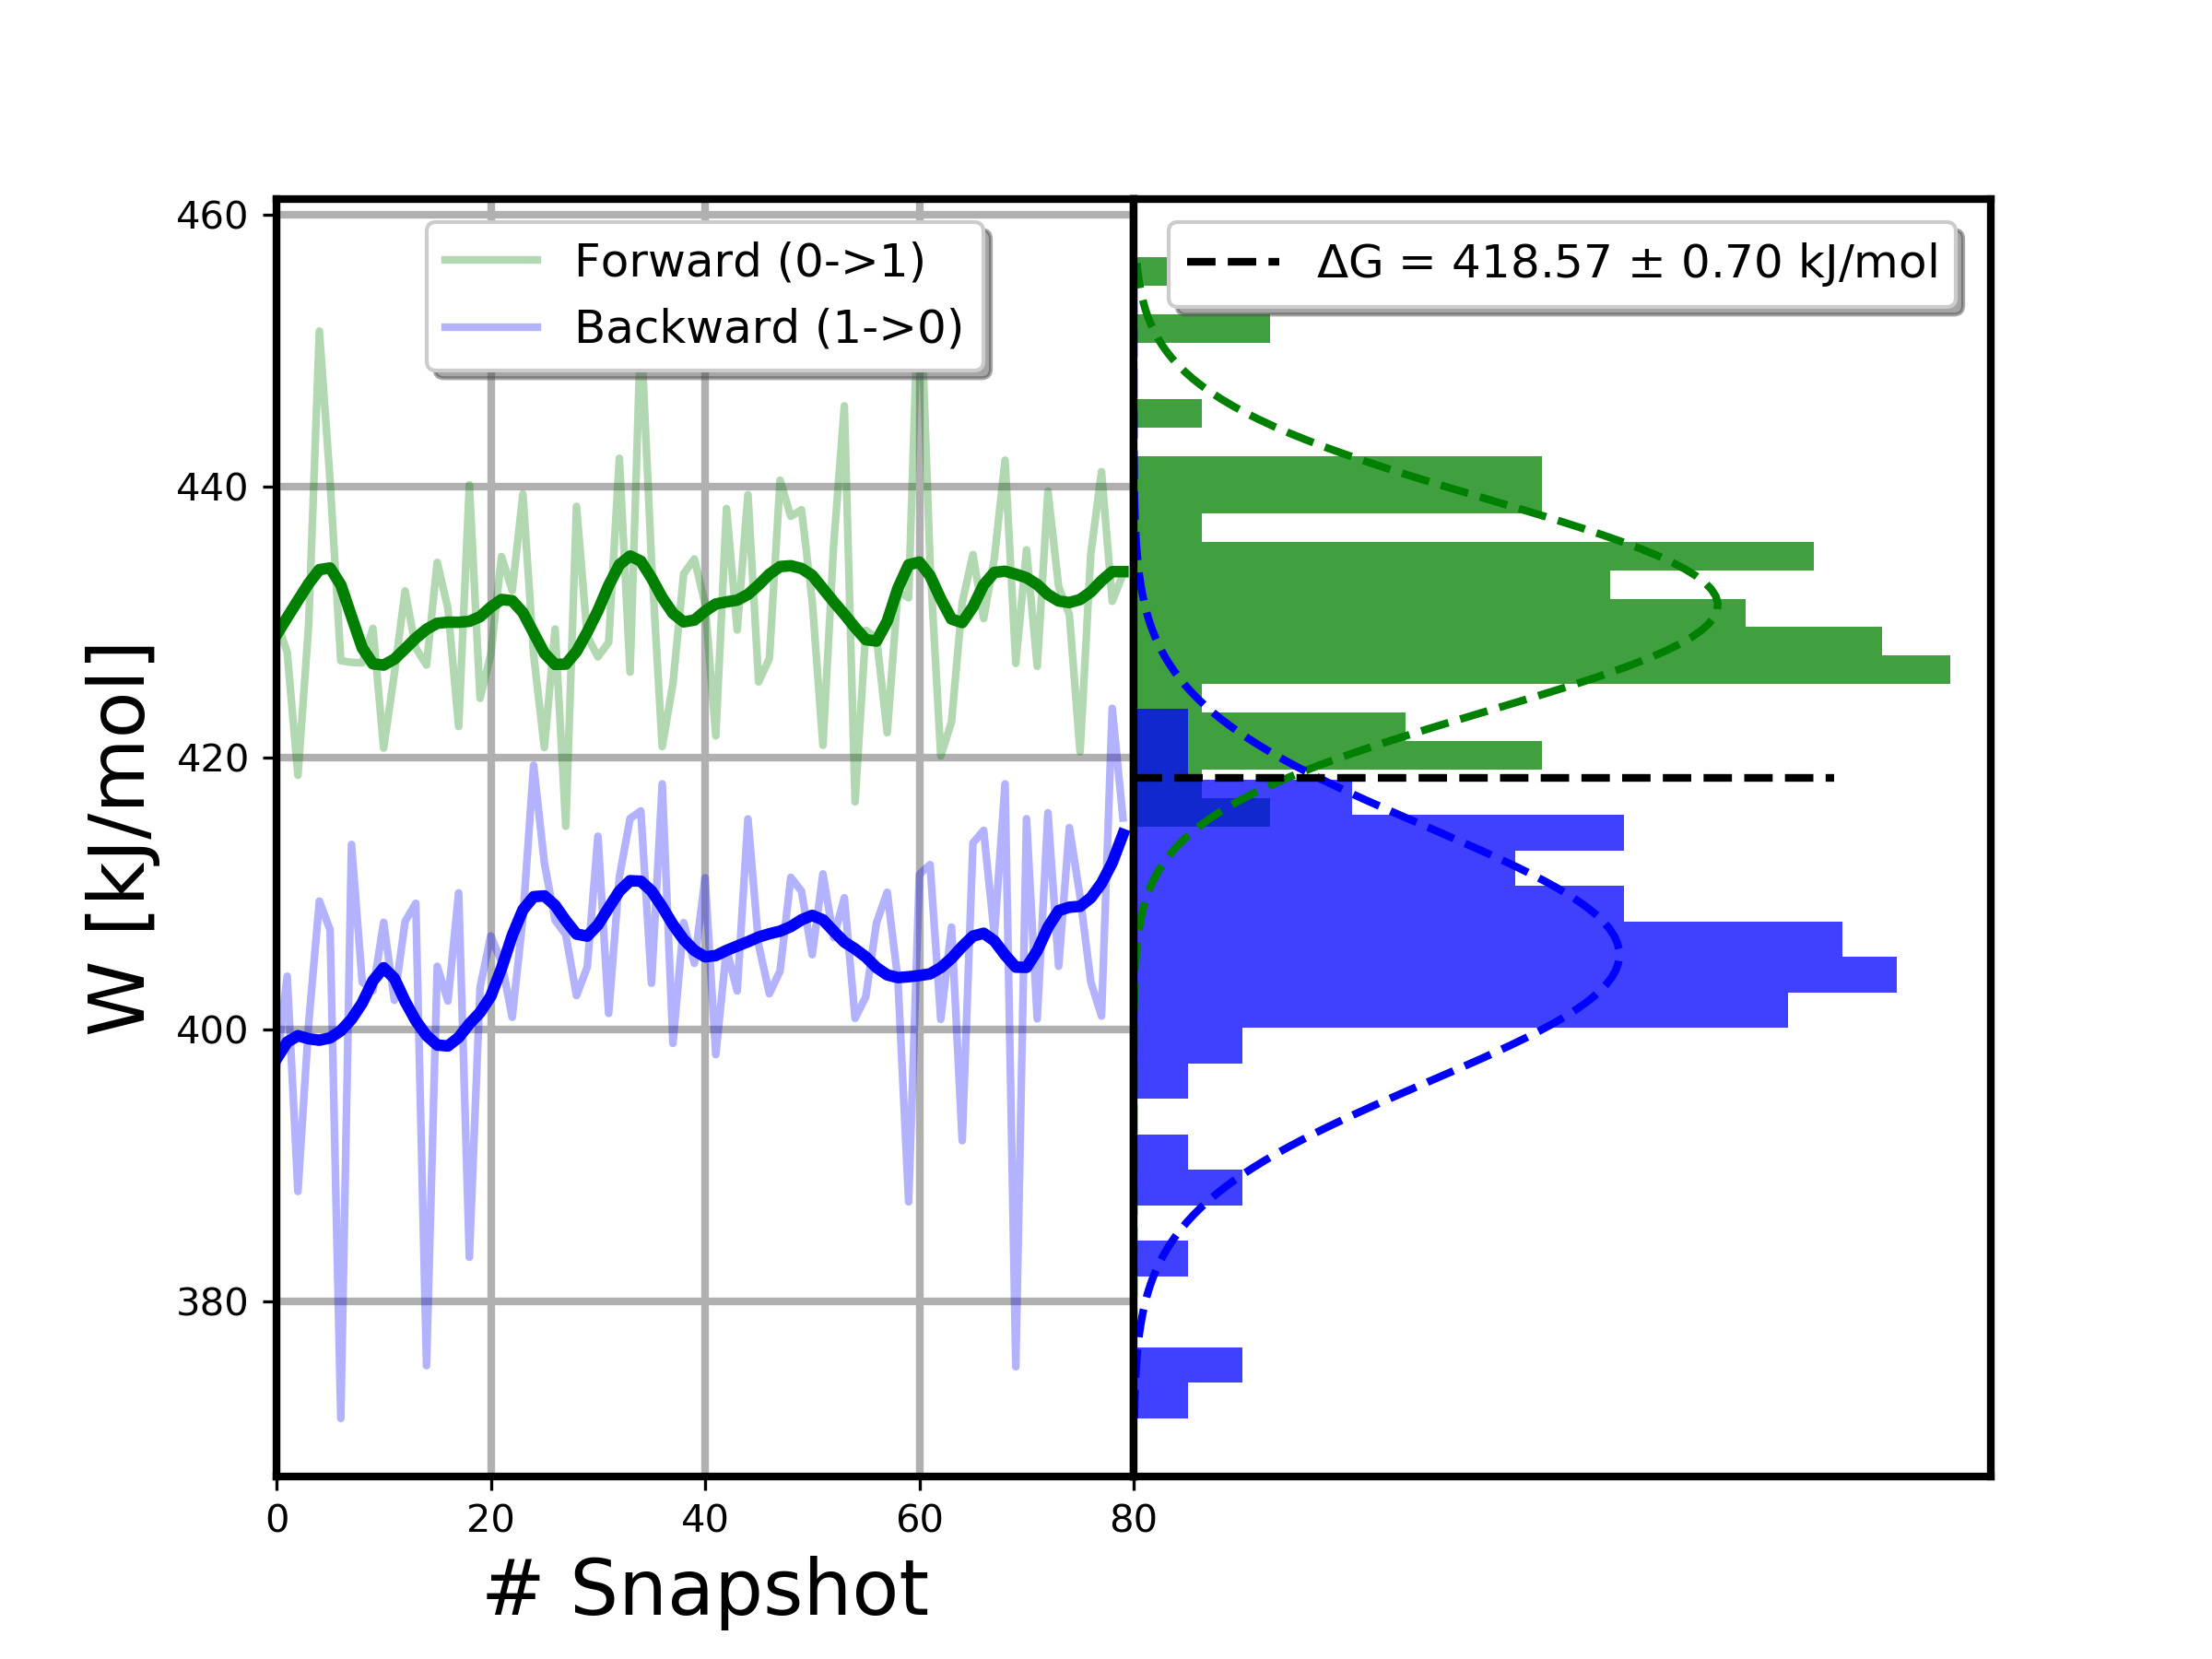 W [kJ/mol]
460
440
420
400
380
Forward (0->1)
Backward (1->0)
ΔG = 418.57 ± 0.70 kJ/mol
0 20 40 60 80
# Snapshot